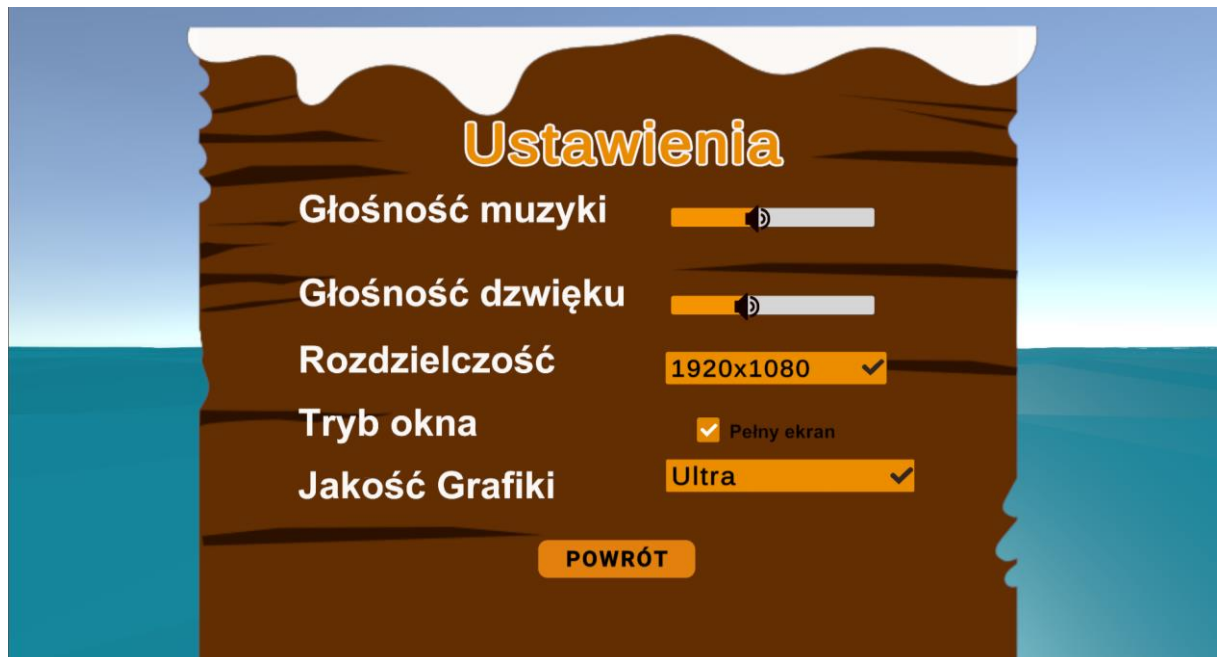 Ustawienia
Głośność muzyki
Głośność dzwięku
Rozdzielczość
1920x1080
Tryb okna
Pełny ekran
Jakość Grafiki
Ultra
POWRÓT